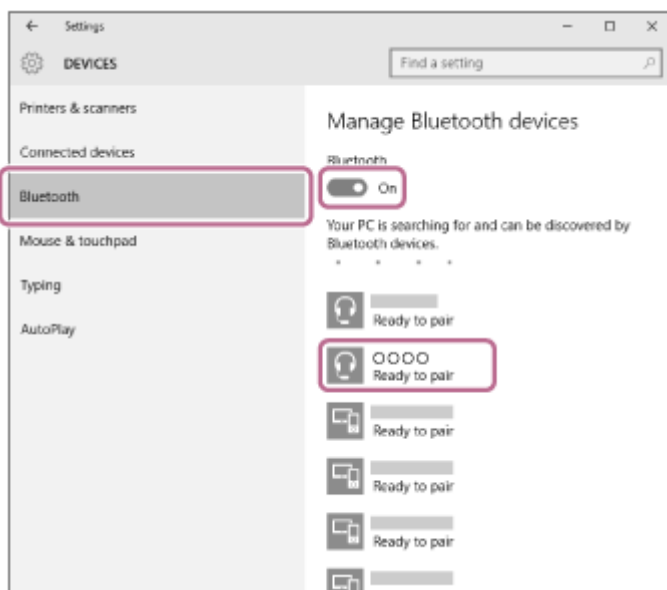 Settings
DEVICES
Find a setting
Printers & scanners
Connected devices
Bluetooth
Mouse & touchpad
Typing
AutoPlay
Manage Bluetooth devices
Bluetooth
On
Your PC is searching for and can be discovered by
Bluetooth devices.
Ready to pair
OOOO
Ready to pair
Ready to pair
Ready to pair
Ready to pair